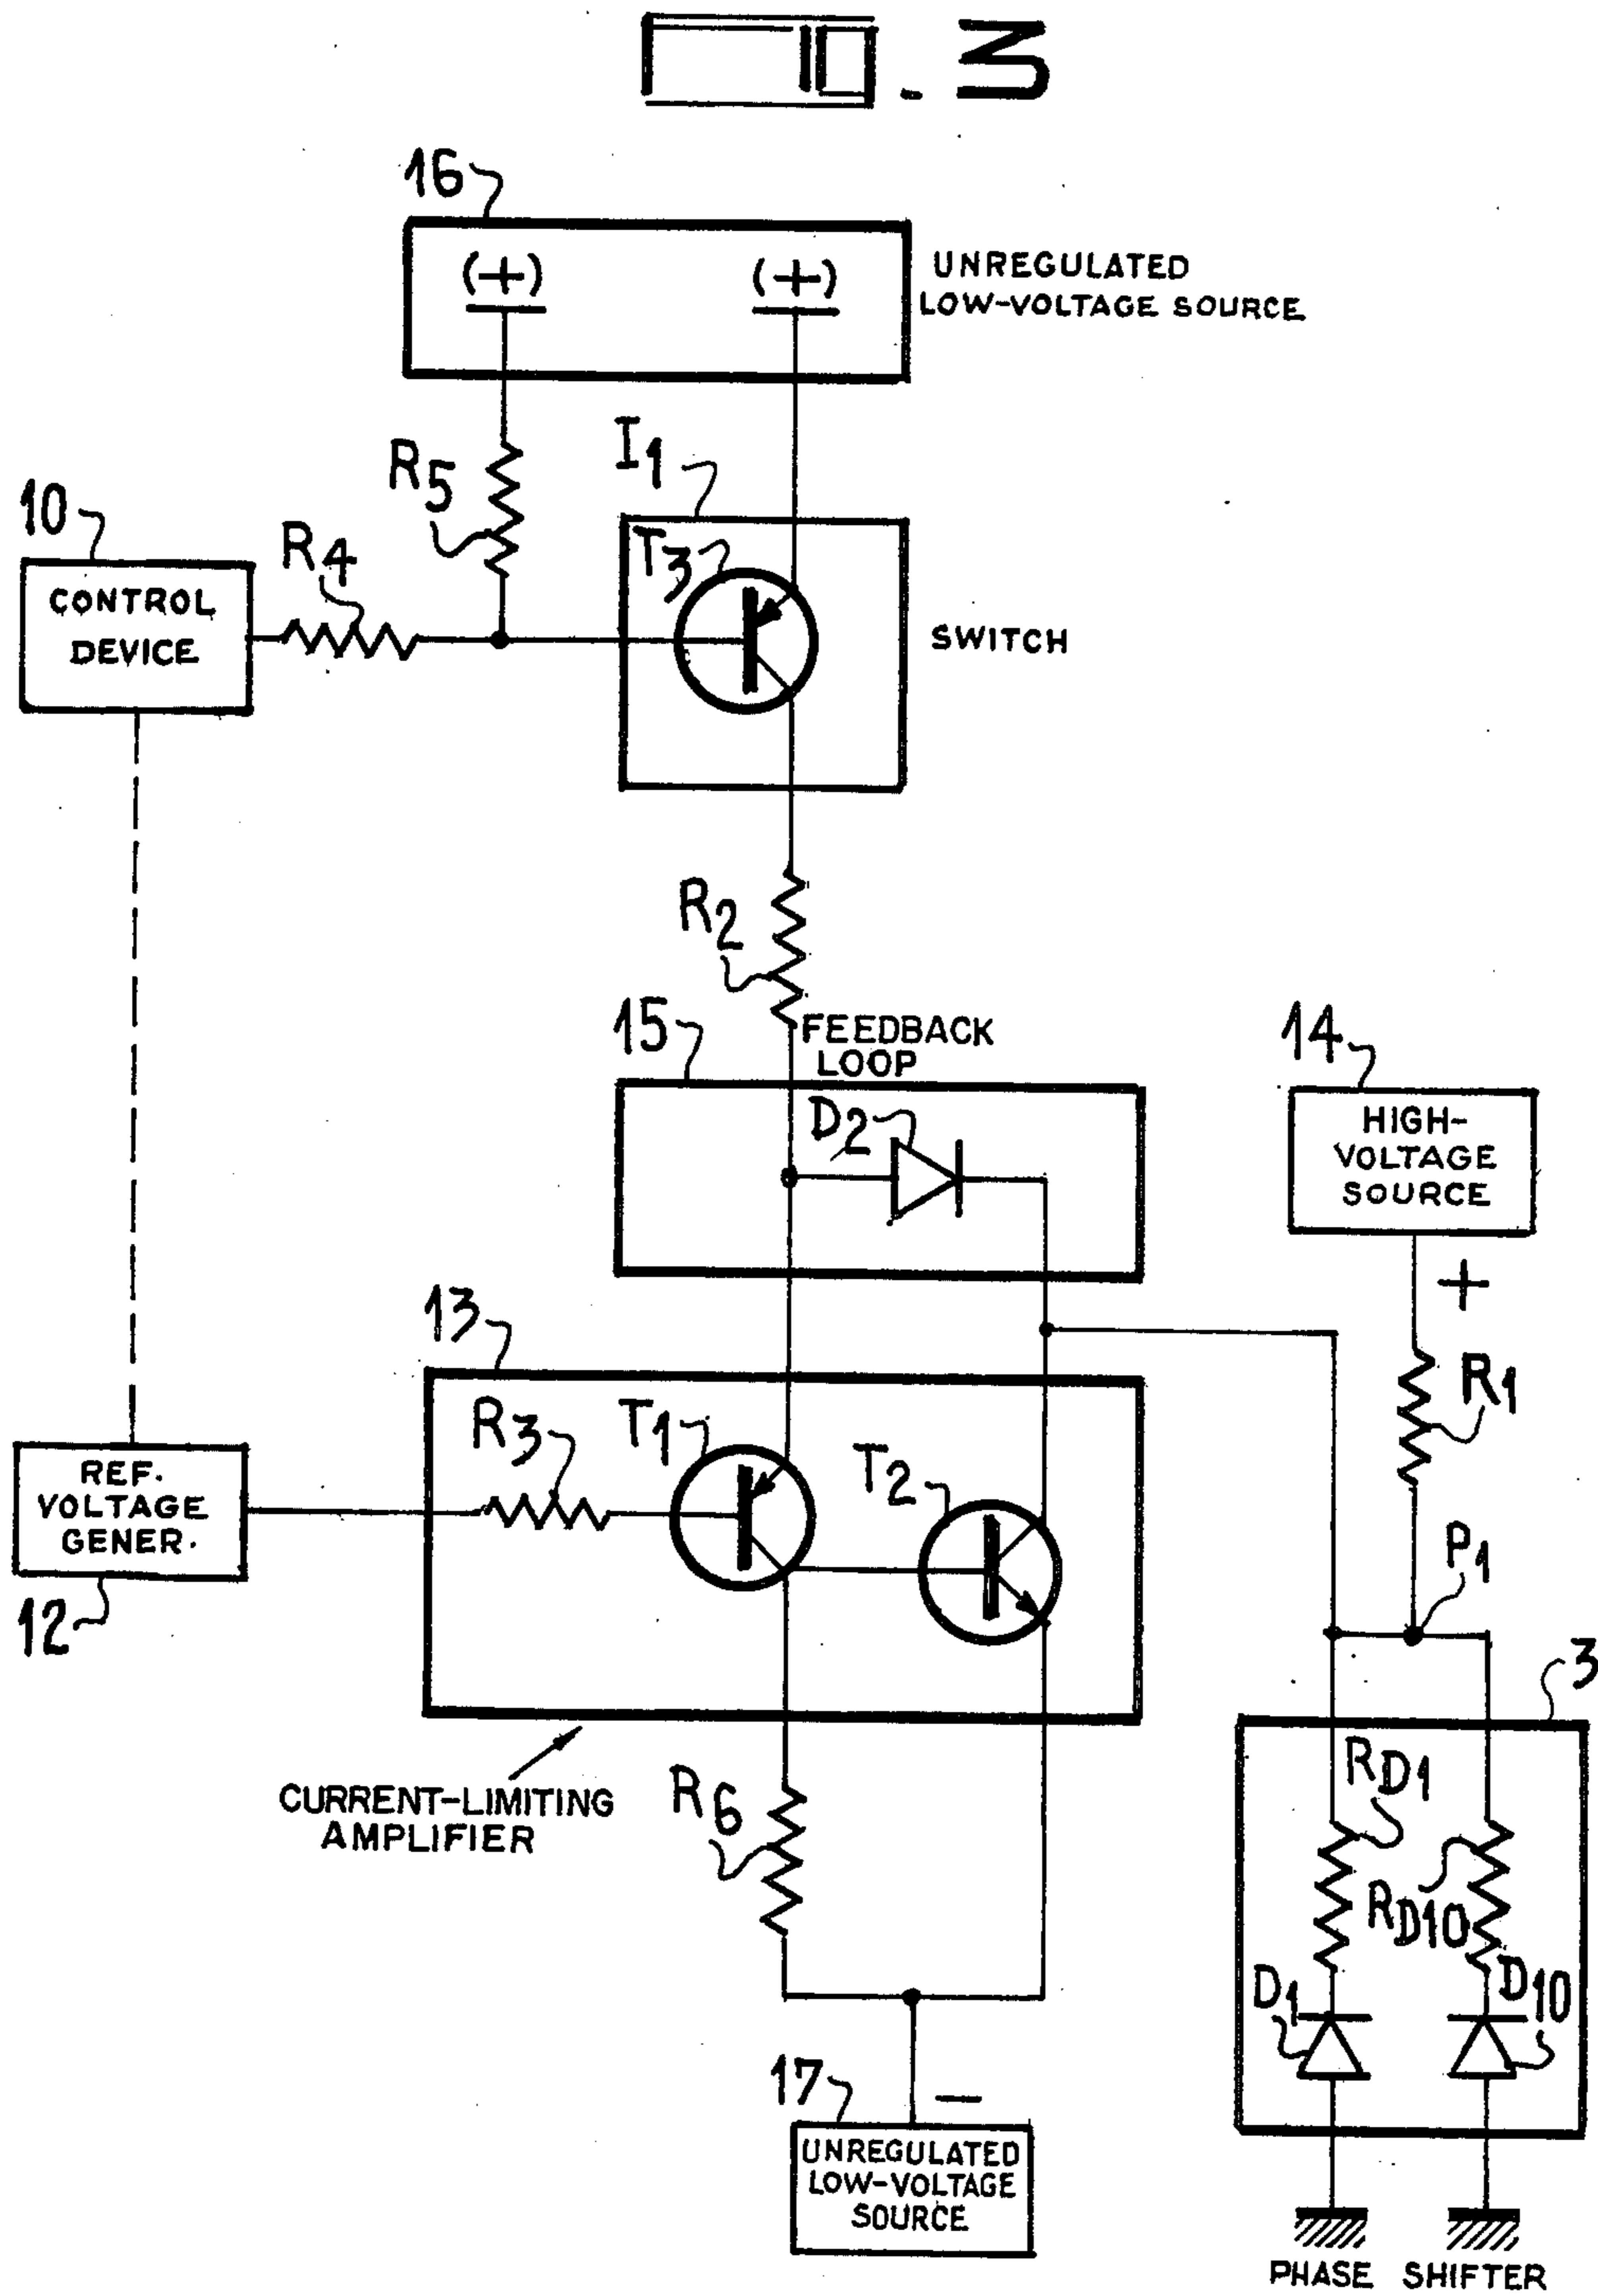 FIG. 3
16
(+) (+)
UNREGULATED
LOW-VOLTAGE SOURCE
I1
R5
10
R4
T3
CONTROL
DEVICE
SWITCH
R2
15
FEEDBACK
LOOP
14
D2
HIGH-
VOLTAGE
SOURCE
+
13
R1
R3
T1
T2
REF.
VOLTAGE
GENER.
P1
12
3
RD1
R6
CURRENT-LIMITING
AMPLIFIER
RD10
D1
D10
17
–
UNREGULATED
LOW-VOLTAGE
SOURCE
PHASE SHIFTER